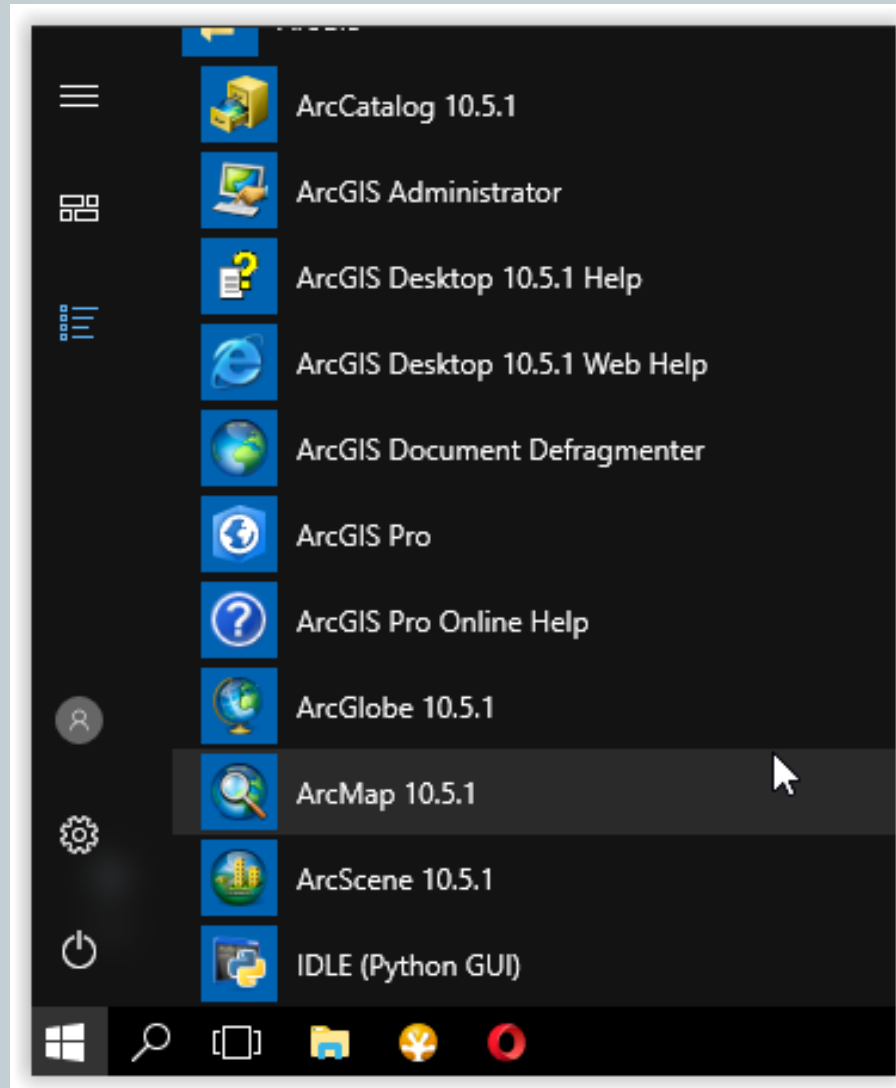 ArcCatalog 10.5.1
ArcGIS Administrator
ArcGIS Desktop 10.5.1 Help
ArcGIS Desktop 10.5.1 Web Help
ArcGIS Document Defragmenter
ArcGIS Pro
ArcGIS Pro Online Help
ArcGlobe 10.5.1
ArcMap 10.5.1
ArcScene 10.5.1
IDLE (Python GUI)